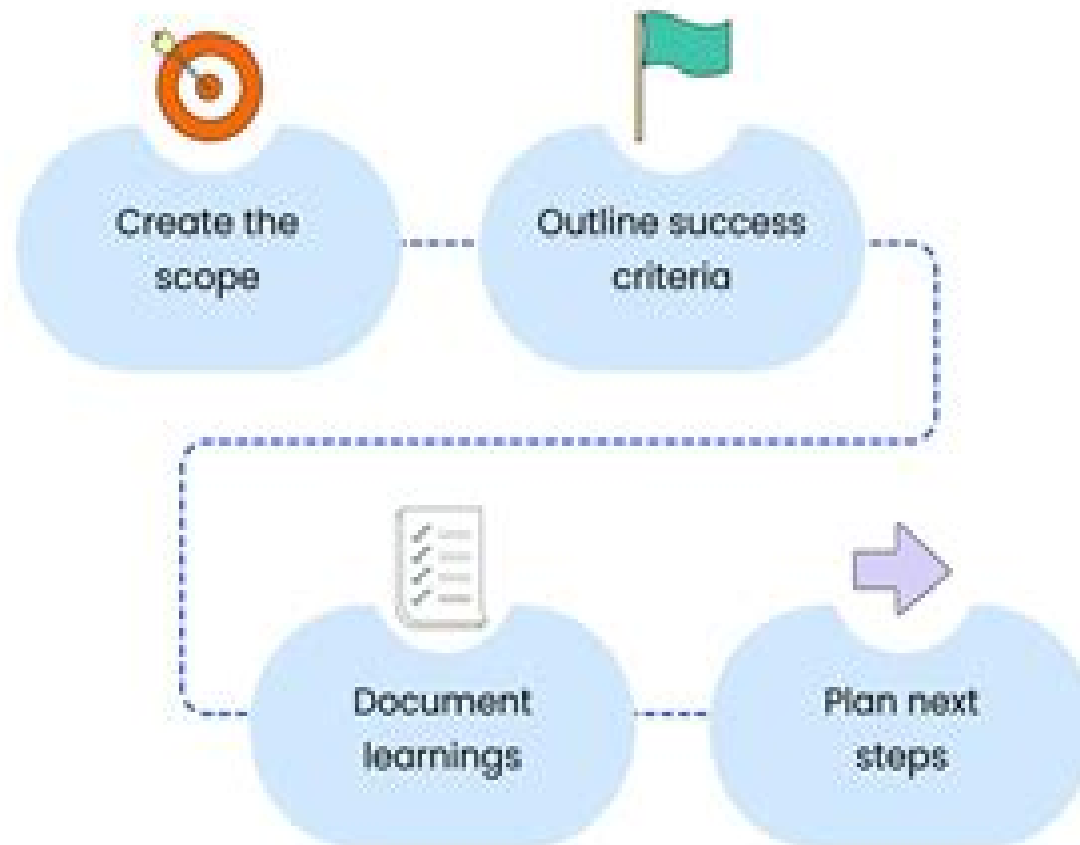 Create the
scope
Outline success
criteria
Document
learnings
Plan next
steps